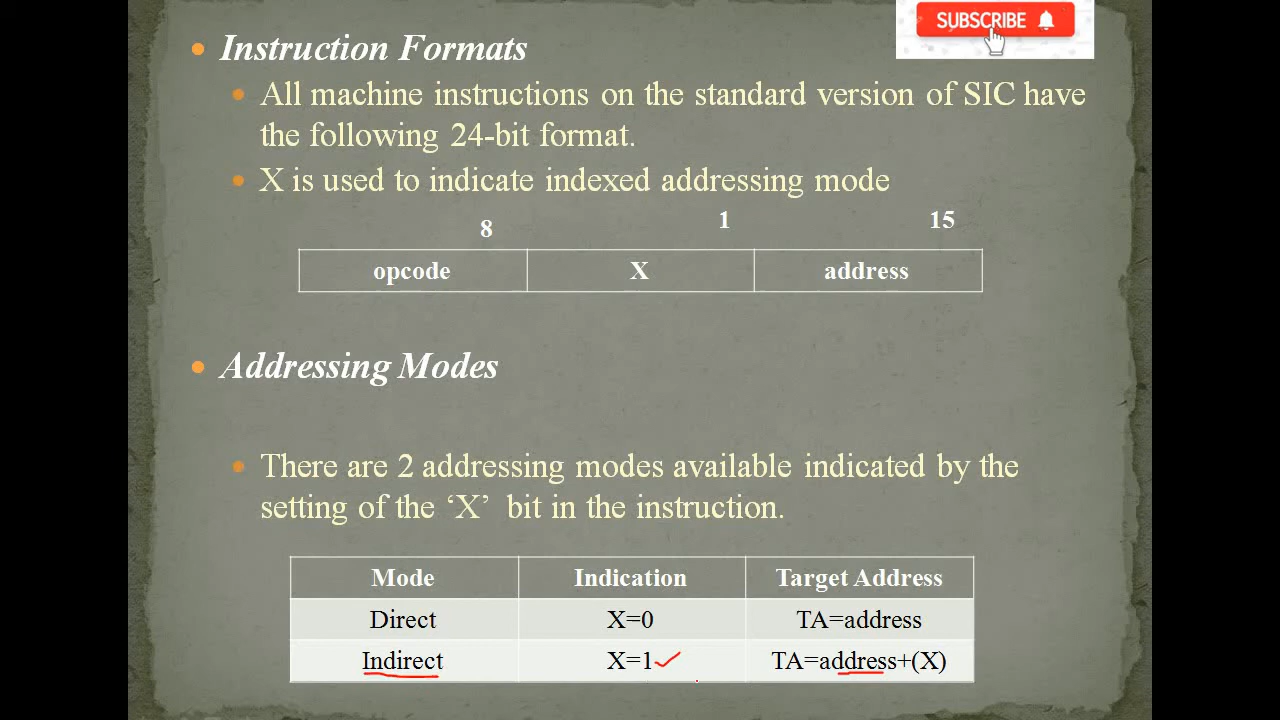 SUBSCRIBE
Instruction Formats
All machine instructions on the standard version of SIC have
the following 24-bit format.
X is used to indicate indexed addressing mode
8 1 15
opcode X address
Addressing Modes
There are 2 addressing modes available indicated by the
setting of the ‘X’ bit in the instruction.
Mode Indication Target Address
Direct X=0 TA=address
Indirect X=1 TA=address+(X)